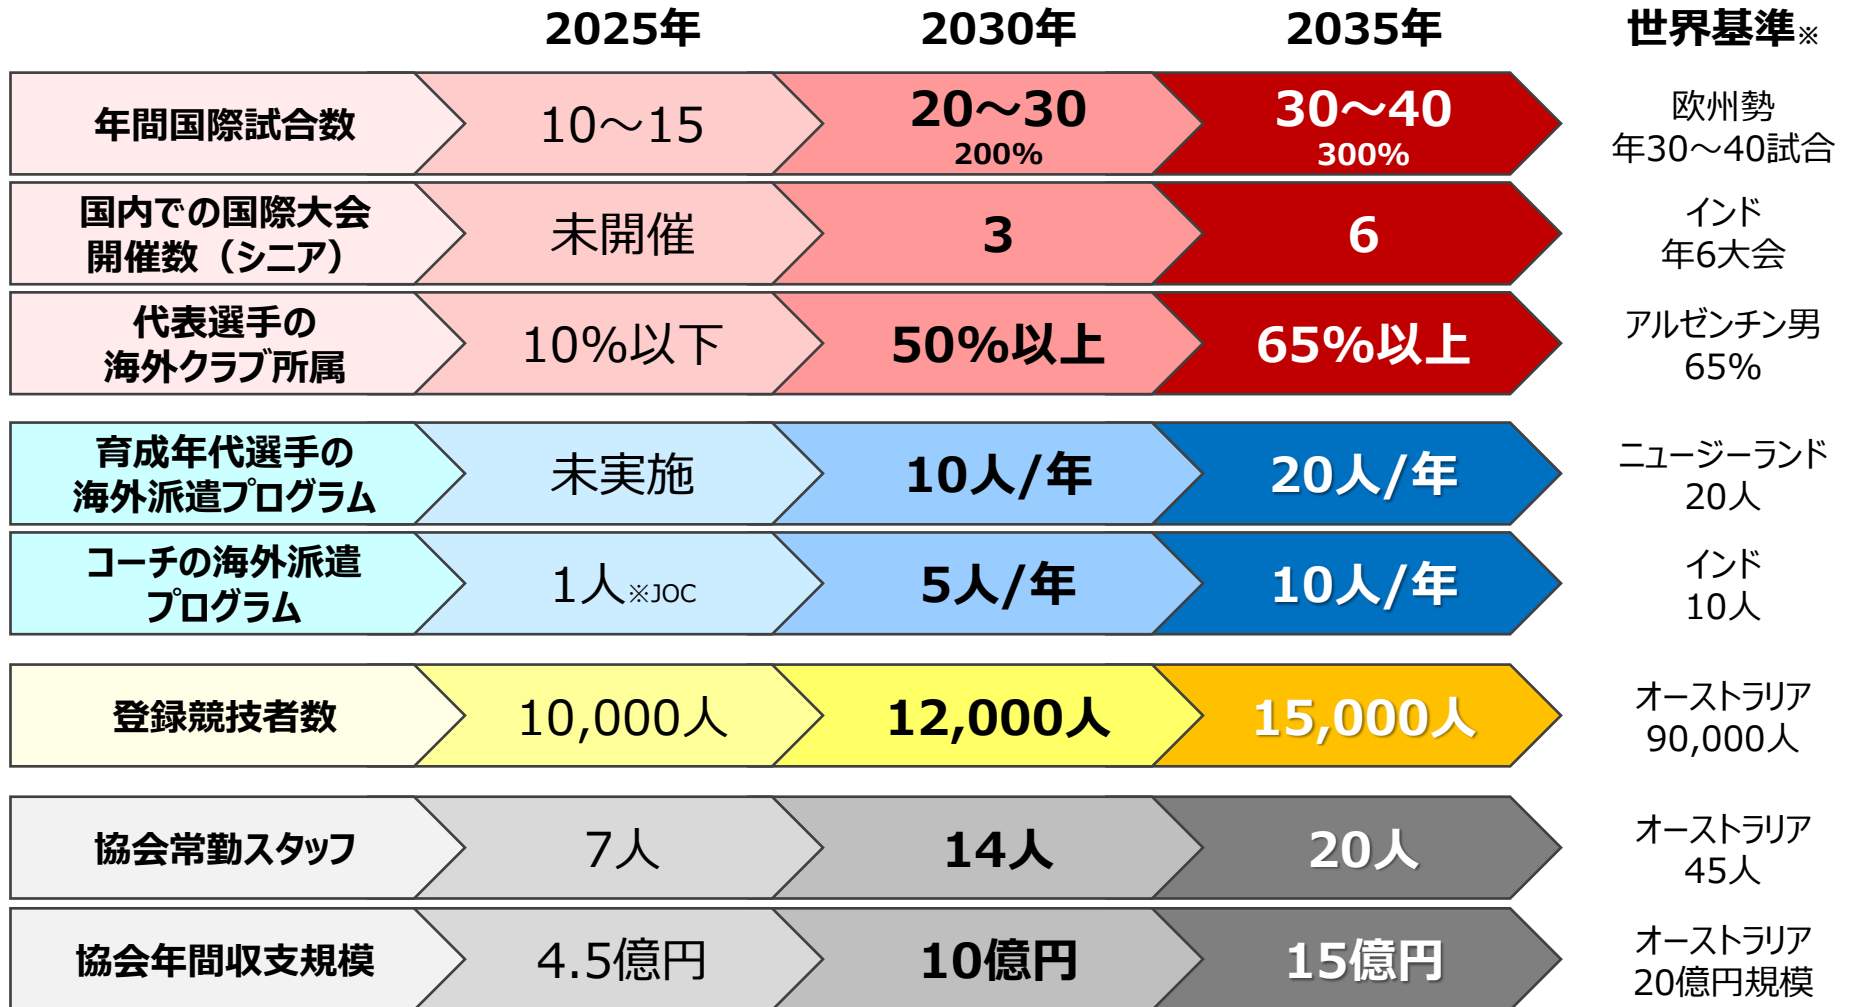 2025年
2030年
2035年
世界基準※
年間国際試合数
10～15
20～30
200%
30～40
300%
欧州勢
年30～40試合
国内での国際大会
開催数（シニア）
未開催
3
6
インド
年6大会
代表選手の
海外クラブ所属
10%以下
50%以上
65%以上
アルゼンチン男
65%
育成年代選手の
海外派遣プログラム
未実施
10人/年
20人/年
ニュージーランド
20人
コーチの海外派遣
プログラム
1人※JOC
5人/年
10人/年
インド
10人
登録競技者数
10,000人
12,000人
15,000人
オーストラリア
90,000人
協会常勤スタッフ
7人
14人
20人
オーストラリア
45人
協会年間収支規模
4.5億円
10億円
15億円
オーストラリア
20億円規模